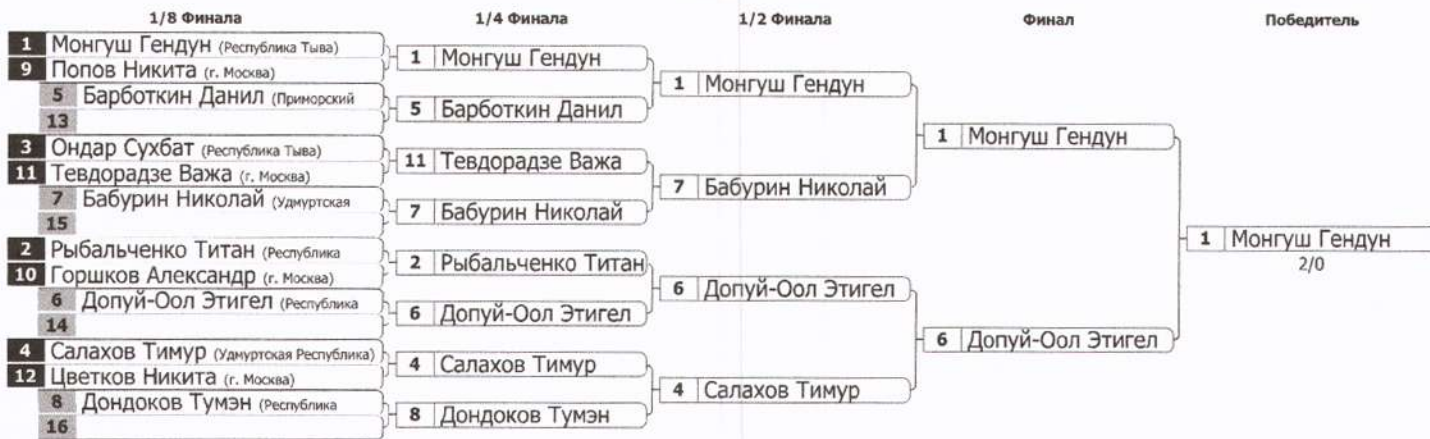 1/8 Финала 1/4 Финала 1/2 Финала Финал Победитель
1 Монгуш Гендун (Республика Тыва)
9 Попов Никита (г. Москва)
5 Барботкин Данил (Приморский
13
3 Ондар Сухбат (Республика Тыва)
11 Тевдорадзе Важа (г. Москва)
7 Бабурин Николай (Удмуртская
15
2 Рыбальченко Титан (Республика
10 Горшков Александр (г. Москва)
6 Допуй-Оол Этигел (Республика
14
4 Салахов Тимур (Удмуртская Республика)
12 Цветков Никита (г. Москва)
8 Дондоков Тумэн (Республика
16
1 Монгуш Гендун
5 Барботкин Данил
11 Тевдорадзе Важа
7 Бабурин Николай
2 Рыбальченко Титан
6 Допуй-Оол Этигел
4 Салахов Тимур
8 Дондоков Тумэн
1 Монгуш Гендун
7 Бабурин Николай
6 Допуй-Оол Этигел
4 Салахов Тимур
1 Монгуш Гендун
6 Допуй-Оол Этигел
1 Монгуш Гендун
2/0